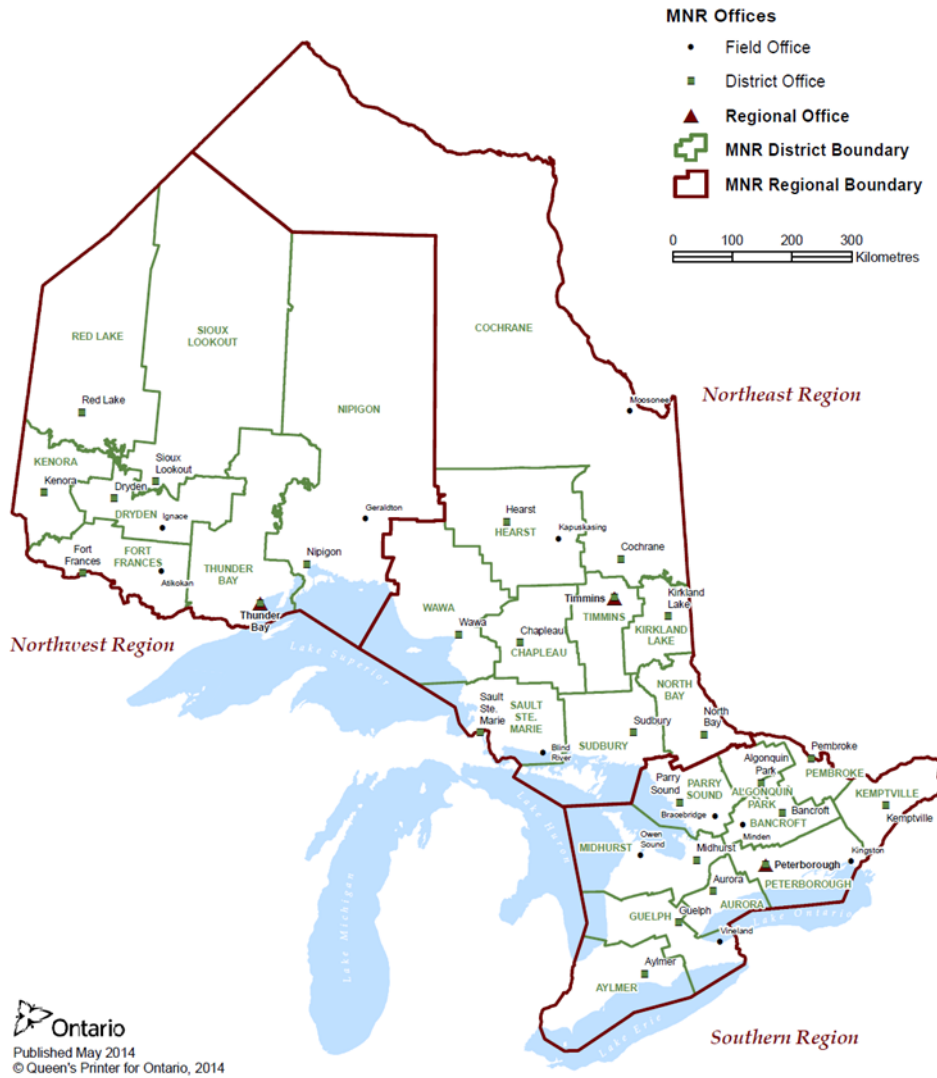 MNR Offices
Field Office
District Office
Regional Office
MNR District Boundary
MNR Regional Boundary
0 100 200 300
Kilometres
COCHRANE
SIOUX
LOOKOUT
RED LAKE
Northeast Region
Red Lake
Moosonee
NIPIGON
KENORA
Sioux
Lookout
Kenora
Dryden
DRYDEN
Ignace
Geraldton
Hearst
HEARST
Kapuskasing
Fort
Frances
FORT
FRANCES
Atikokan
THUNDER
BAY
Nipigon
Cochrane
Thunder
Bay
Timmins
TIMMINS
Kirkland
Lake
KIRKLAND
LAKE
WAWA
Wawa
Chapleau
CHAPLEAU
Northwest Region
Lake Superior
NORTH
BAY
Sault
Ste.
Marie
SAULT
STE.
MARIE
Sudbury
SUDBURY
North
Bay
Blind
River
Pembroke
PEMBROKE
Algonquin
Park
ALGONQUIN
PARK
Parry
Sound
PARRY
SOUND
KEMPTVILLE
Kemptville
Bracebridge
Bancroft
BANCROFT
Minden
Lake Huron
MIDHURST
Owen
Sound
Midhurst
Kingston
Peterborough
PETERBOROUGH
Aurora
AURORA
Lake Michigan
GUELPH
Guelph
Lake Ontario
Vineland
Aylmer
AYLMER
Lake Erie
Southern Region
Ontario
Published May 2014
© Queen's Printer for Ontario, 2014